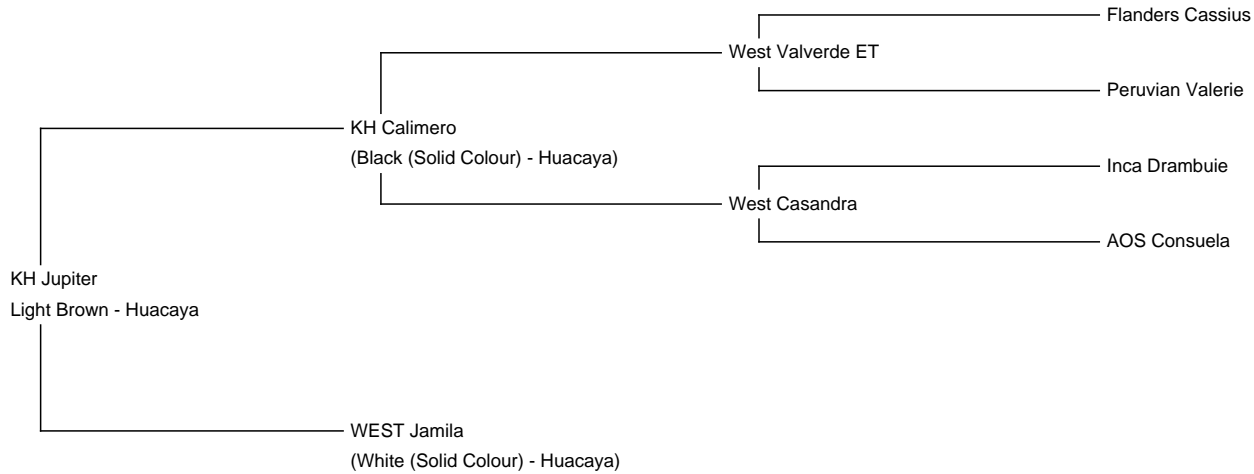 Flanders Cassius
West Valverde ET
Peruvian Valerie
KH Calimero
(Black (Solid Colour) - Huacaya)
Inca Drambuie
West Casandra
AOS Consuela
KH Jupiter
Light Brown - Huacaya
WEST Jamila
(White (Solid Colour) - Huacaya)